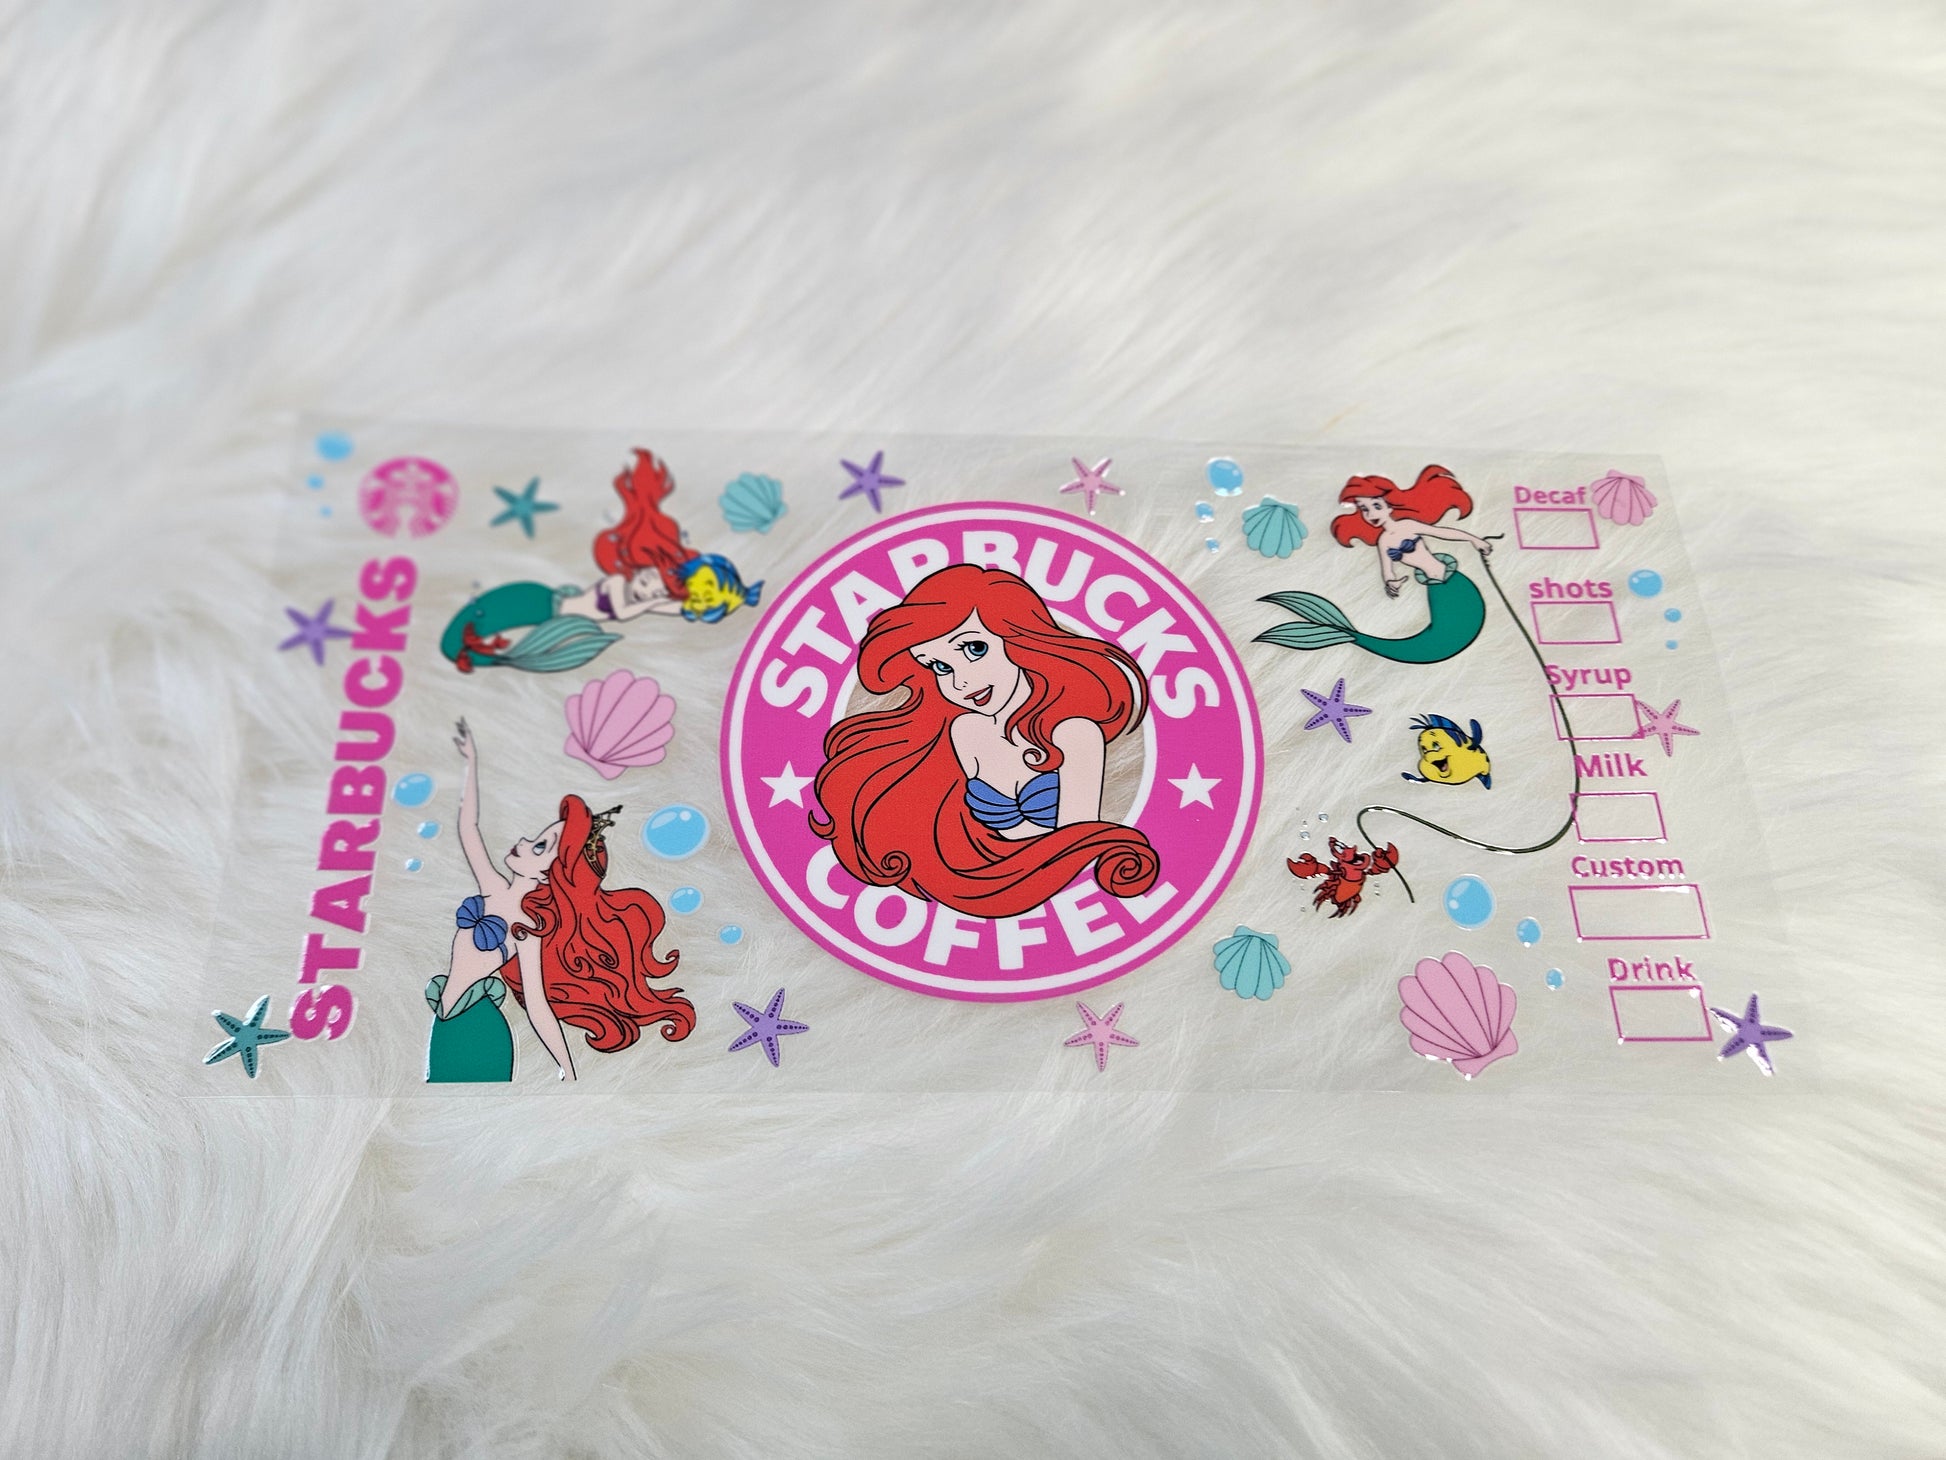 STARBUCKS
STARBUCKS
COFFEE
Decaf
shots
Syrup
Milk
Custom
Drink